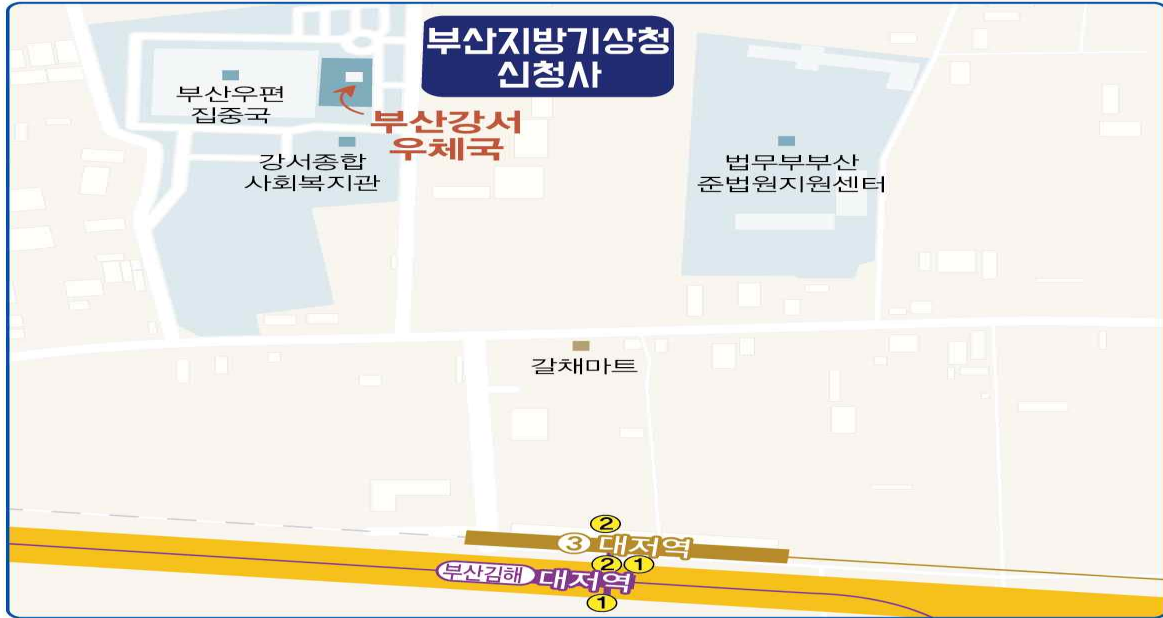 부산지방기상청
신청사
부산우편
집중국
부산강서
우체국
강서종합
사회복지관
법무부부산
준법원지원센터
갈채마트
2
3 대저역
2 1
부산김해 대저역
1